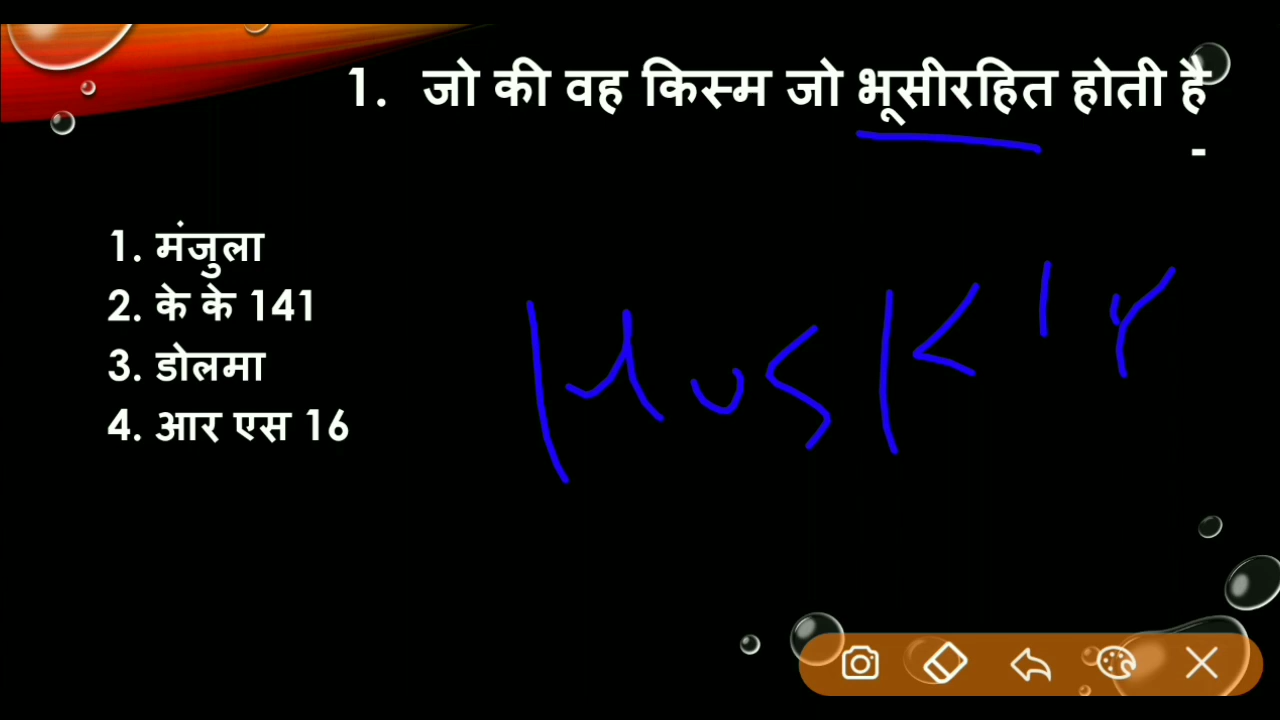 1. जो की वह किस्म जो भूसीरहित होती है
-
1. मंजुला
2. के के 141
3. डोलमा
4. आर एस 16